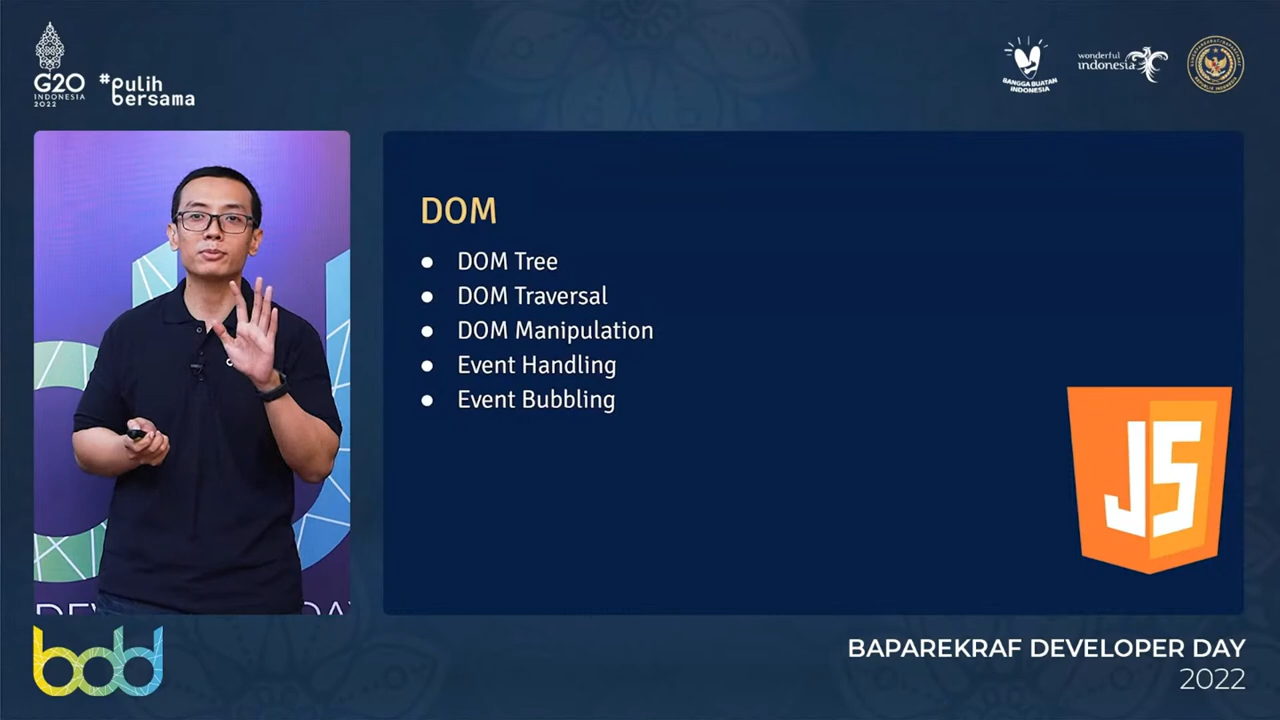 G20
INDONESIA
2022
#pulih
bersama
BANGGA BUATAN
INDONESIA
wonderful
indonesia
DOM
● DOM Tree
● DOM Traversal
● DOM Manipulation
● Event Handling
● Event Bubbling
JS
bdd
BAPAREKRAF DEVELOPER DAY
2022